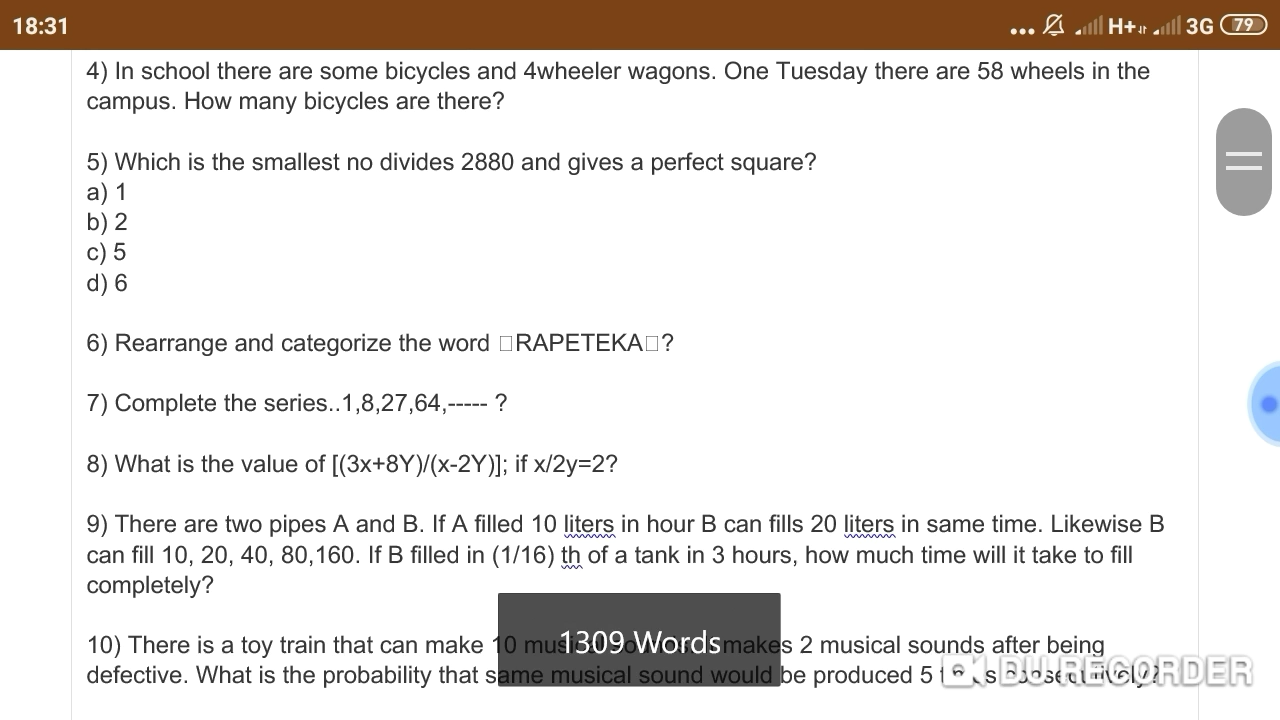 18:31
... H+ 3G 79
4) In school there are some bicycles and 4wheeler wagons. One Tuesday there are 58 wheels in the
campus. How many bicycles are there?
5) Which is the smallest no divides 2880 and gives a perfect square?
a) 1
b) 2
c) 5
d) 6
6) Rearrange and categorize the word □RAPETEKA□?
7) Complete the series..1,8,27,64,----- ?
8) What is the value of [(3x+8Y)/(x-2Y)]; if x/2y=2?
9) There are two pipes A and B. If A filled 10 liters in hour B can fills 20 liters in same time. Likewise B
can fill 10, 20, 40, 80,160. If B filled in (1/16) th of a tank in 3 hours, how much time will it take to fill
completely?
10) There is a toy train that can make 10 musical makes 2 musical sounds after being
1309 Words
defective. What is the probability that same musical sound would be produced 5 consecutively?
DU RECORDER